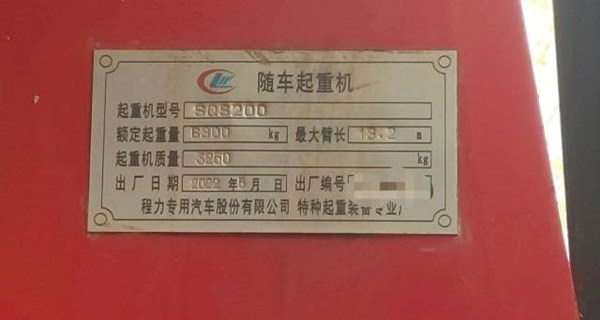 随车起重机
起重机型号 SQS200
额定起重量 6300 kg 最大臂长 13.2 m
起重机质量 3250 kg
出厂日期 2022 年5月 日 出厂编号
程力专用汽车股份有限公司 特种起重装备专业厂